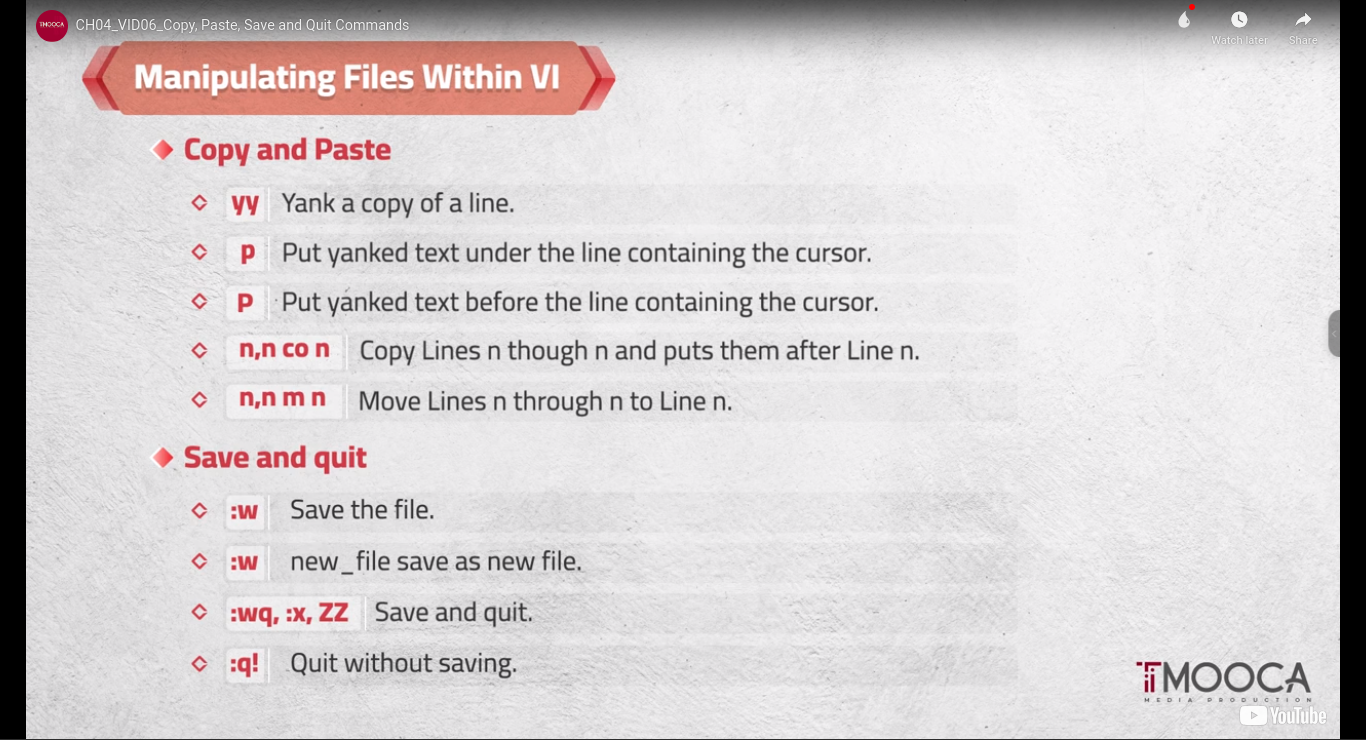 TMOOCA
CH04_VID06_Copy, Paste, Save and Quit Commands
Watch later
Share
Manipulating Files Within VI
Copy and Paste
yy Yank a copy of a line.
p Put yanked text under the line containing the cursor.
P Put yanked text before the line containing the cursor.
n,n co n Copy Lines n though n and puts them after Line n.
n,n m n Move Lines n through n to Line n.
Save and quit
:w Save the file.
:w new_file save as new file.
:wq, :x, ZZ Save and quit.
:q! Quit without saving.
TMOOCA
MEDIA PRODUCTION
YouTube